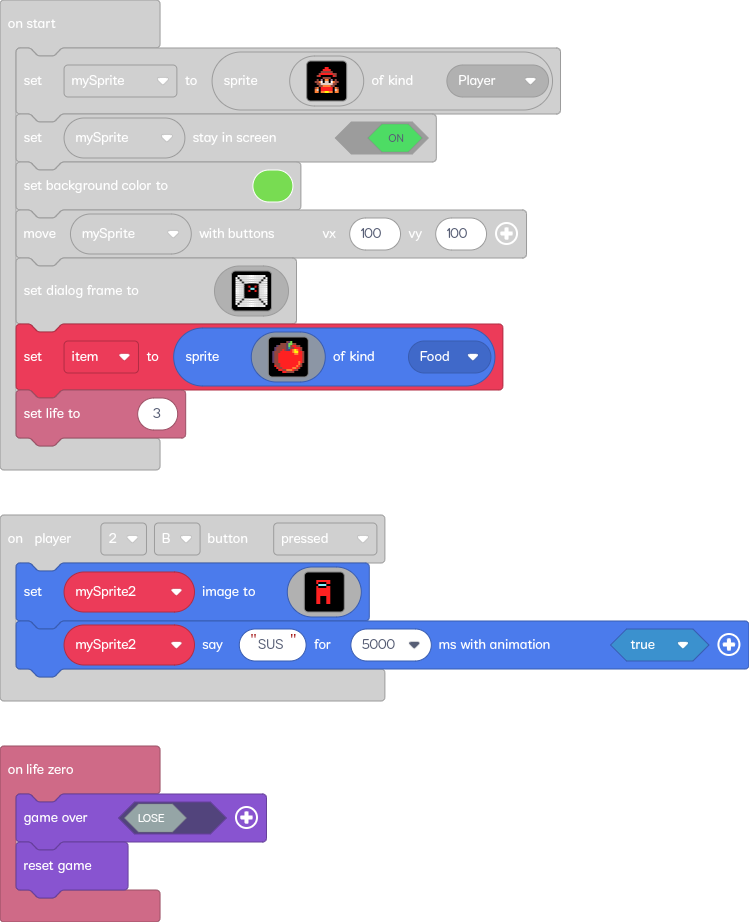 on start
set mySprite to sprite of kind Player
set mySprite stay in screen ON
set background color to
move mySprite with buttons vx 100 vy 100
set dialog frame to
set item to sprite of kind Food
set life to 3
on player 2 B button pressed
set mySprite2 image to
mySprite2 say "SUS " for 5000 ms with animation true
on life zero
game over LOSE
reset game